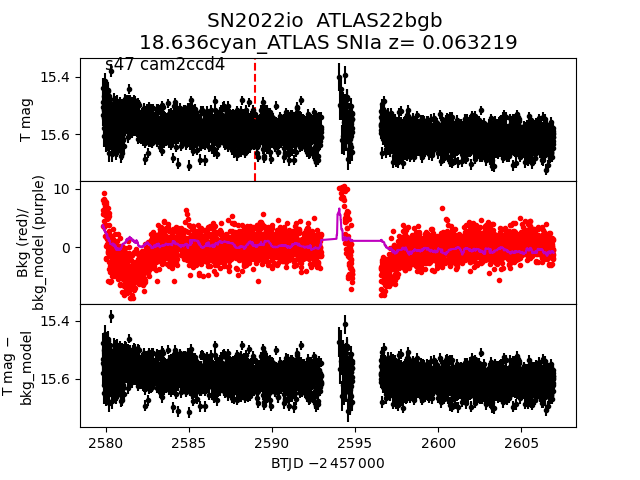 SN2022io  ATLAS22bgb
18.636cyan_ATLAS SNIa z= 0.063219
s47 cam2ccd4
T mag
15.4
15.6
Bkg (red)/
bkg_model (purple)
10
0
T mag −
bkg_model
15.4
15.6
2580 2585 2590 2595 2600 2605
BTJD −2 457 000